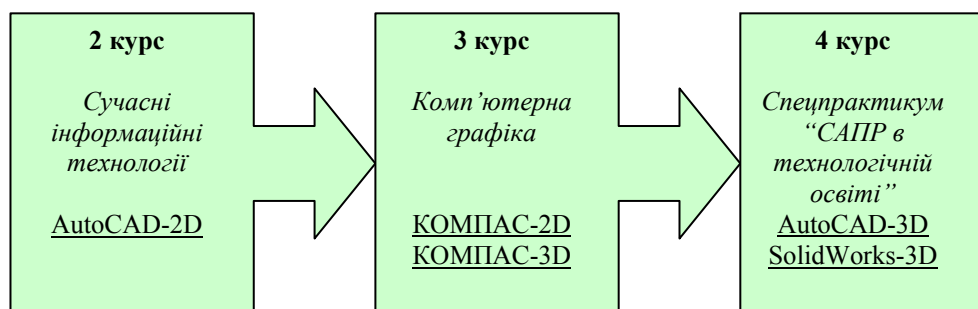 2 курс
Сучасні
інформаційні
технології
AutoCAD-2D
3 курс
Комп’ютерна
графіка
КОМПАС-2D
КОМПАС-3D
4 курс
Спецпрактикум
“САПР в
технологічній
освіті”
AutoCAD-3D
SolidWorks-3D